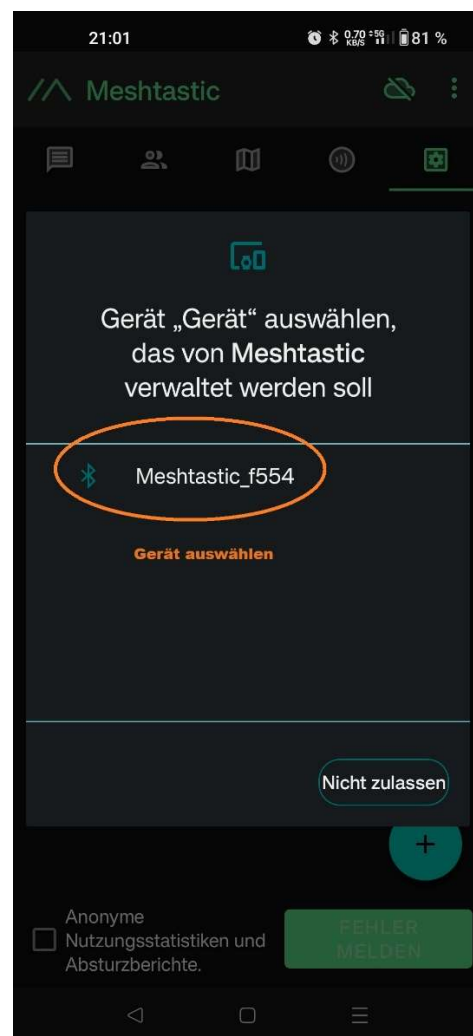 21:01 0.70 KB/S 5G 81 %
Meshtastic
Gerät „Gerät“ auswählen,
das von Meshtastic
verwaltet werden soll
Meshtastic_f554
Gerät auswählen
Nicht zulassen
+
Anonyme
Nutzungsstatistiken und
Absturzberichte.
FEHLER
MELDEN